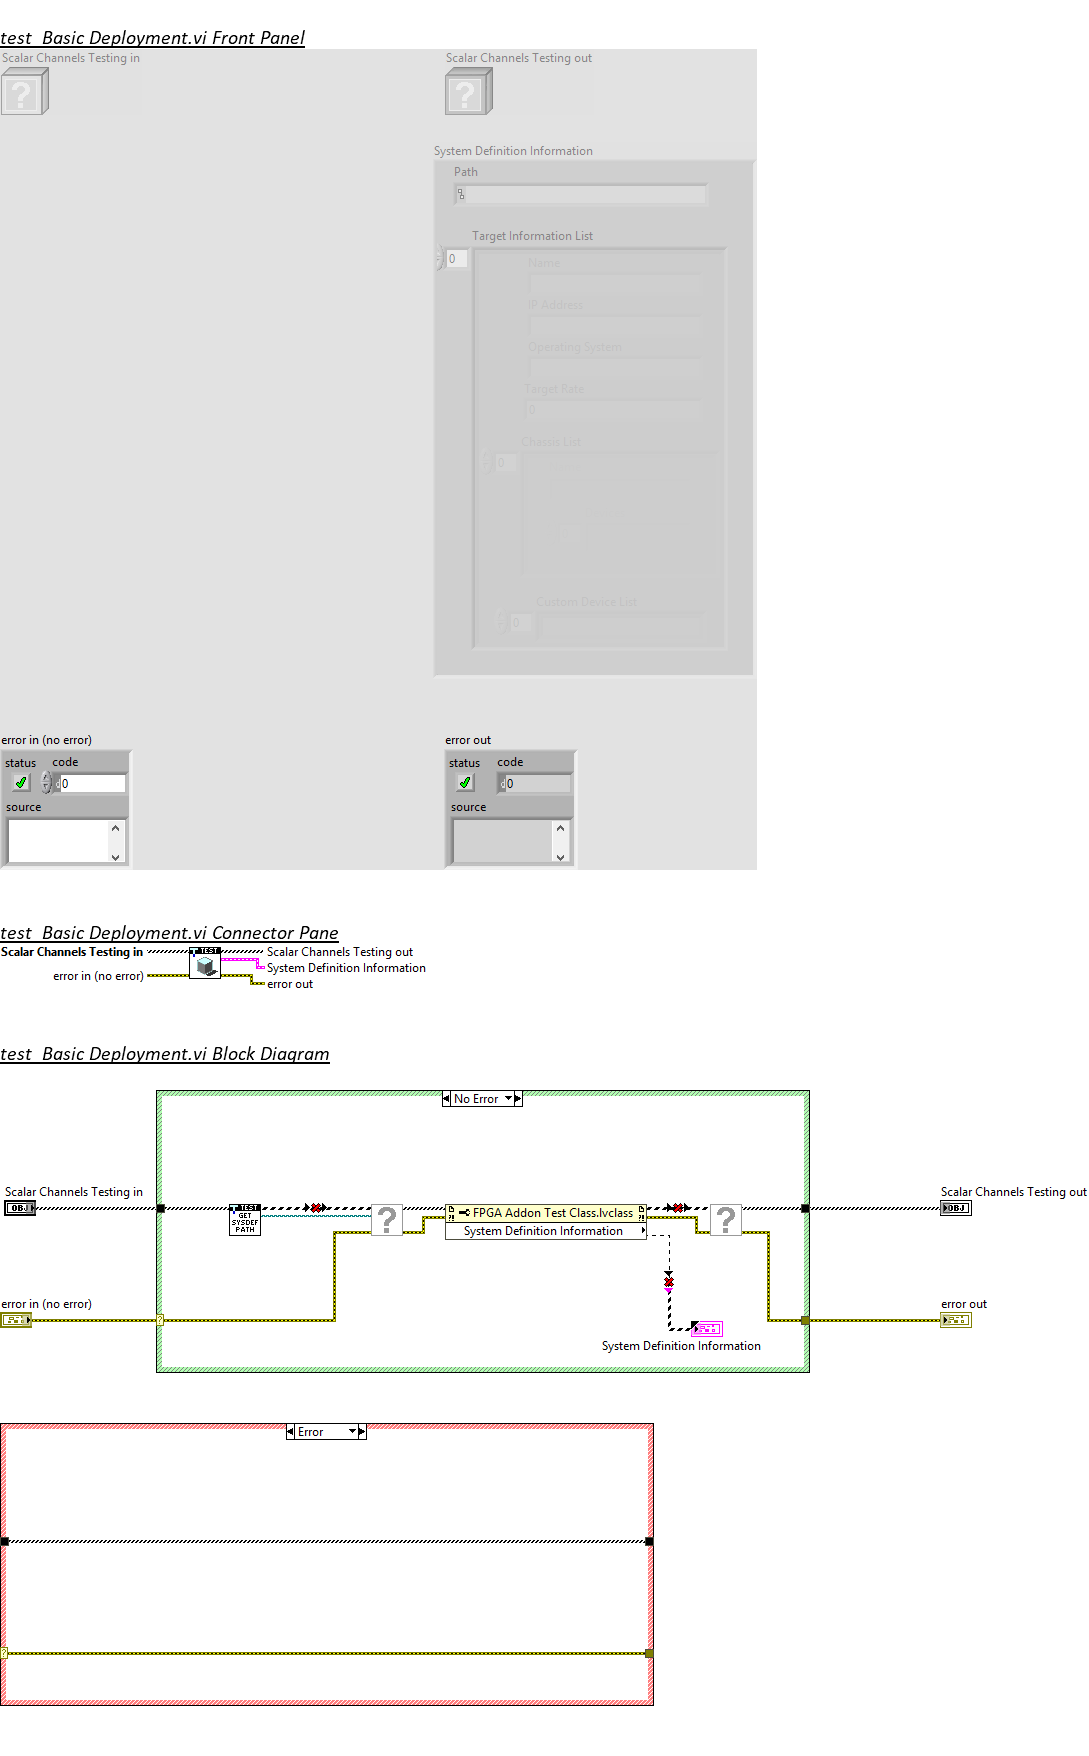 test_Basic Deployment.vi Front Panel
Scalar Channels Testing in
Scalar Channels Testing out
?
?
System Definition Information
Path
Target Information List
0
Name
IP Address
Operating System
Target Rate
0
Chassis List
0
Custom Device List
0
error in (no error)
error out
status code
status code
d0
d0
source
source
test_Basic Deployment.vi Connector Pane
Scalar Channels Testing in
TEST
Scalar Channels Testing out
System Definition Information
error in (no error)
error out
test_Basic Deployment.vi Block Diagram
No Error
Scalar Channels Testing in
Scalar Channels Testing out
OBJ
TEST
GET
SYSDEF
PATH
?
FPGA Addon Test Class.lvclass
System Definition Information
?
OBJ
error in (no error)
error out
?
System Definition Information
Error
?